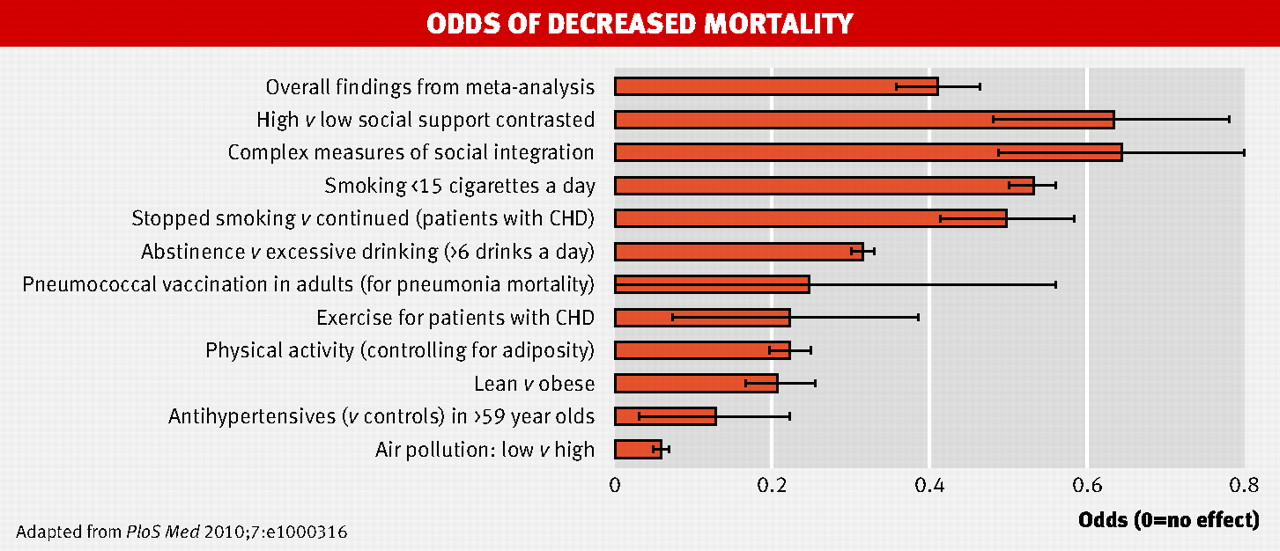 ODDS OF DECREASED MORTALITY
Overall findings from meta-analysis
High v low social support contrasted
Complex measures of social integration
Smoking <15 cigarettes a day
Stopped smoking v continued (patients with CHD)
Abstinence v excessive drinking (>6 drinks a day)
Pneumococcal vaccination in adults (for pneumonia mortality)
Exercise for patients with CHD
Physical activity (controlling for adiposity)
Lean v obese
Antihypertensives (v controls) in >59 year olds
Air pollution: low v high
0 0.2 0.4 0.6 0.8
Odds (0=no effect)
Adapted from PloS Med 2010;7:e1000316